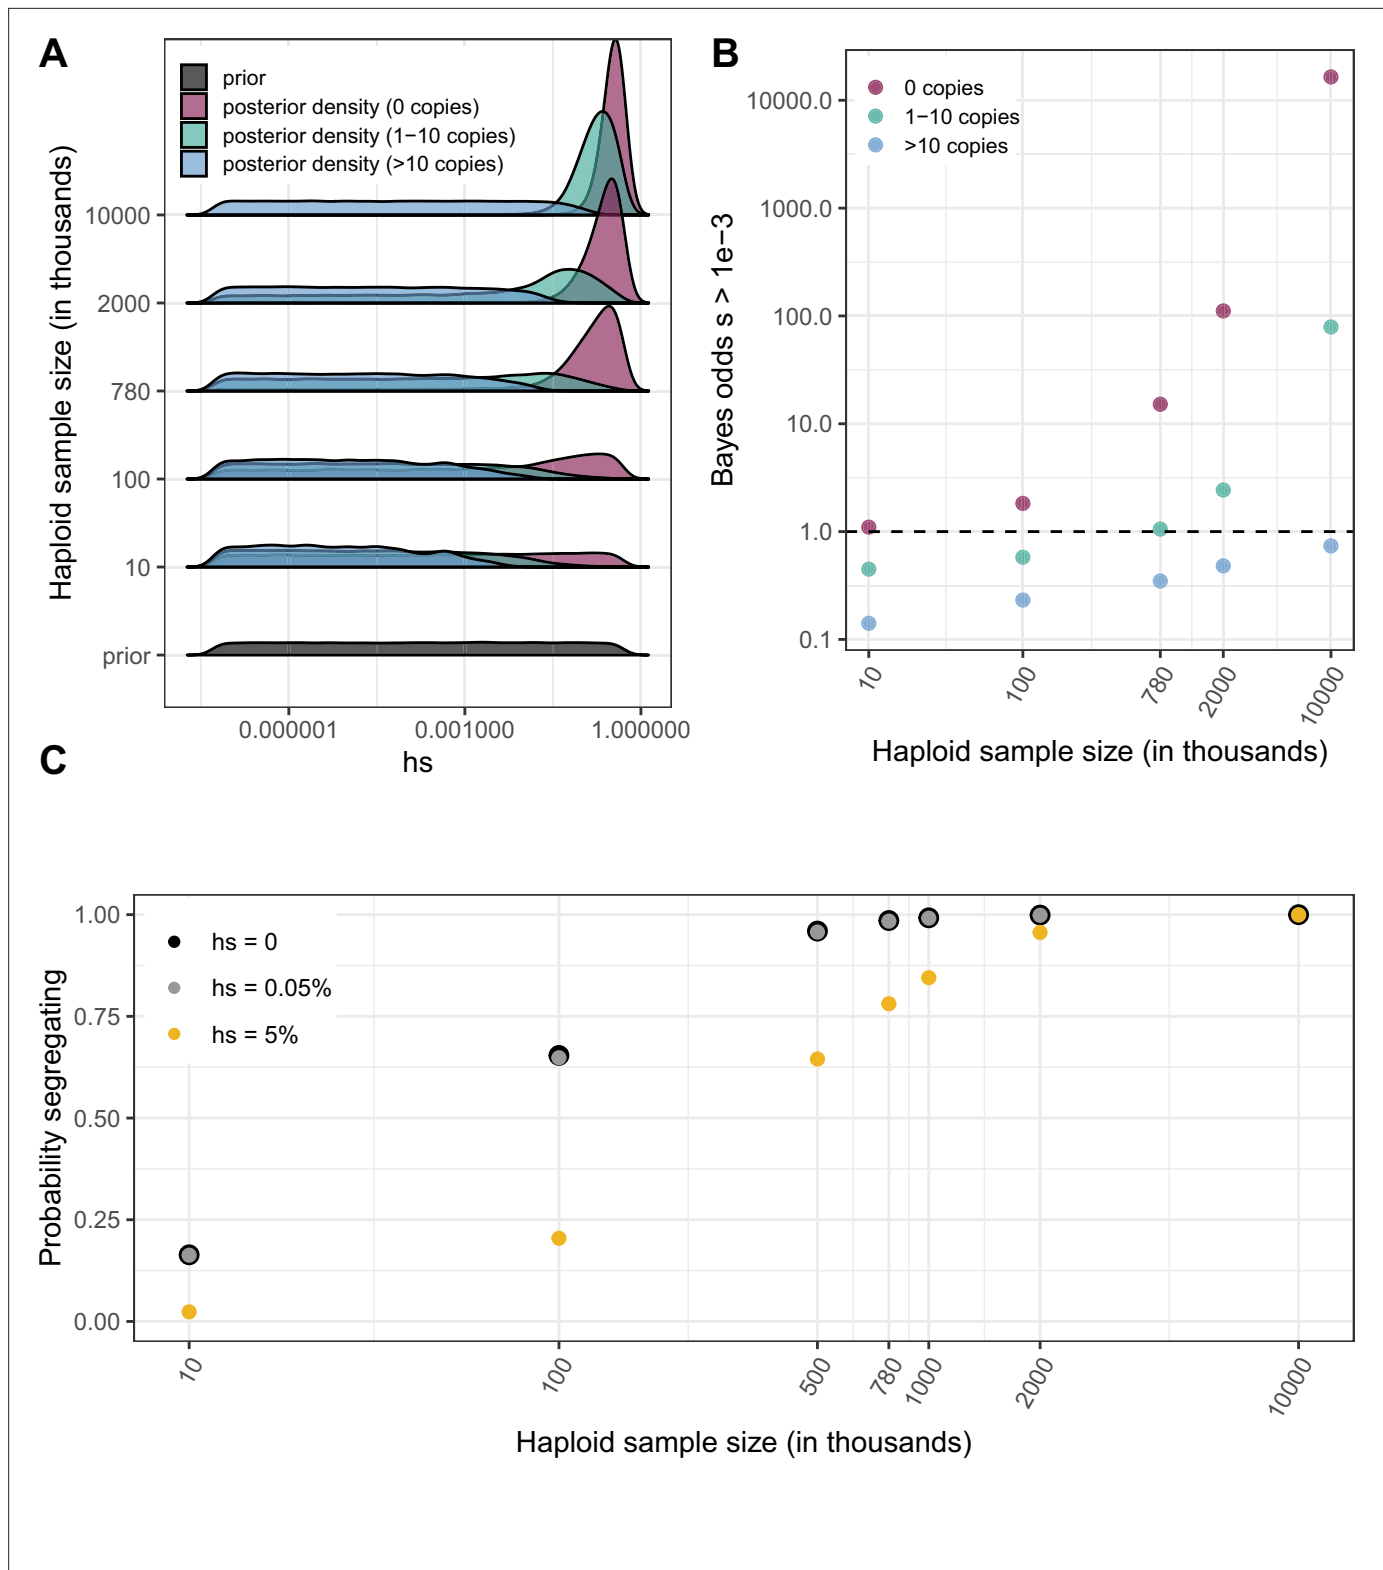 A
prior
posterior density (0 copies)
posterior density (1−10 copies)
posterior density (>10 copies)
Haploid sample size (in thousands)
10000
2000
780
100
10
prior
0.000001
0.001000
1.000000
hs
B
0 copies
1−10 copies
>10 copies
Bayes odds s > 1e−3
10000.0
1000.0
100.0
10.0
1.0
0.1
10
100
780
2000
10000
Haploid sample size (in thousands)
C
hs = 0
hs = 0.05%
hs = 5%
Probability segregating
1.00
0.75
0.50
0.25
0.00
10
100
500
780
1000
2000
10000
Haploid sample size (in thousands)